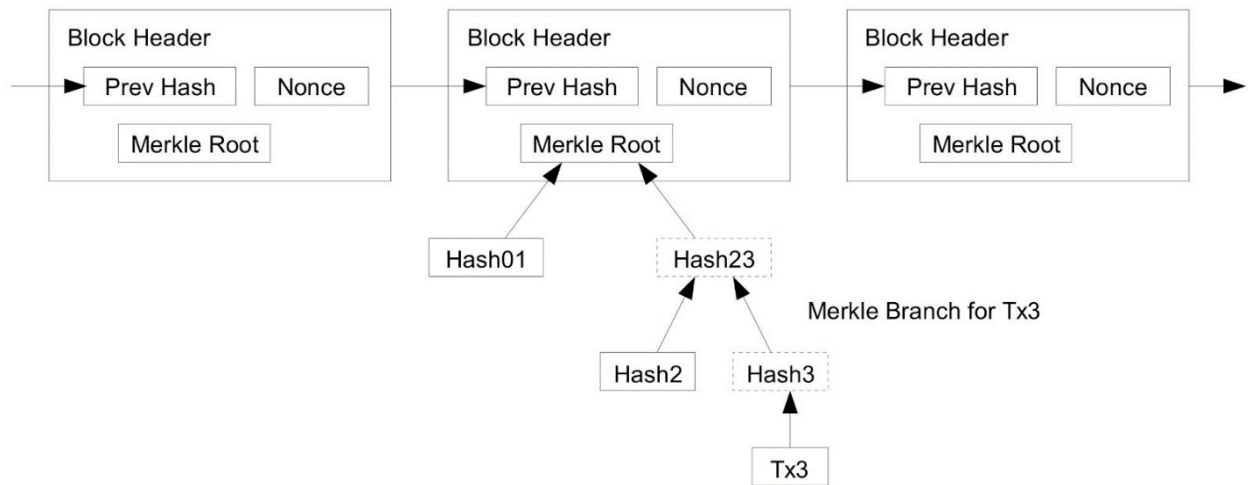 Block Header
Block Header
Block Header
Prev Hash
Nonce
Prev Hash
Nonce
Prev Hash
Nonce
Merkle Root
Merkle Root
Merkle Root
Hash01
Hash23
Merkle Branch for Tx3
Hash2
Hash3
Tx3